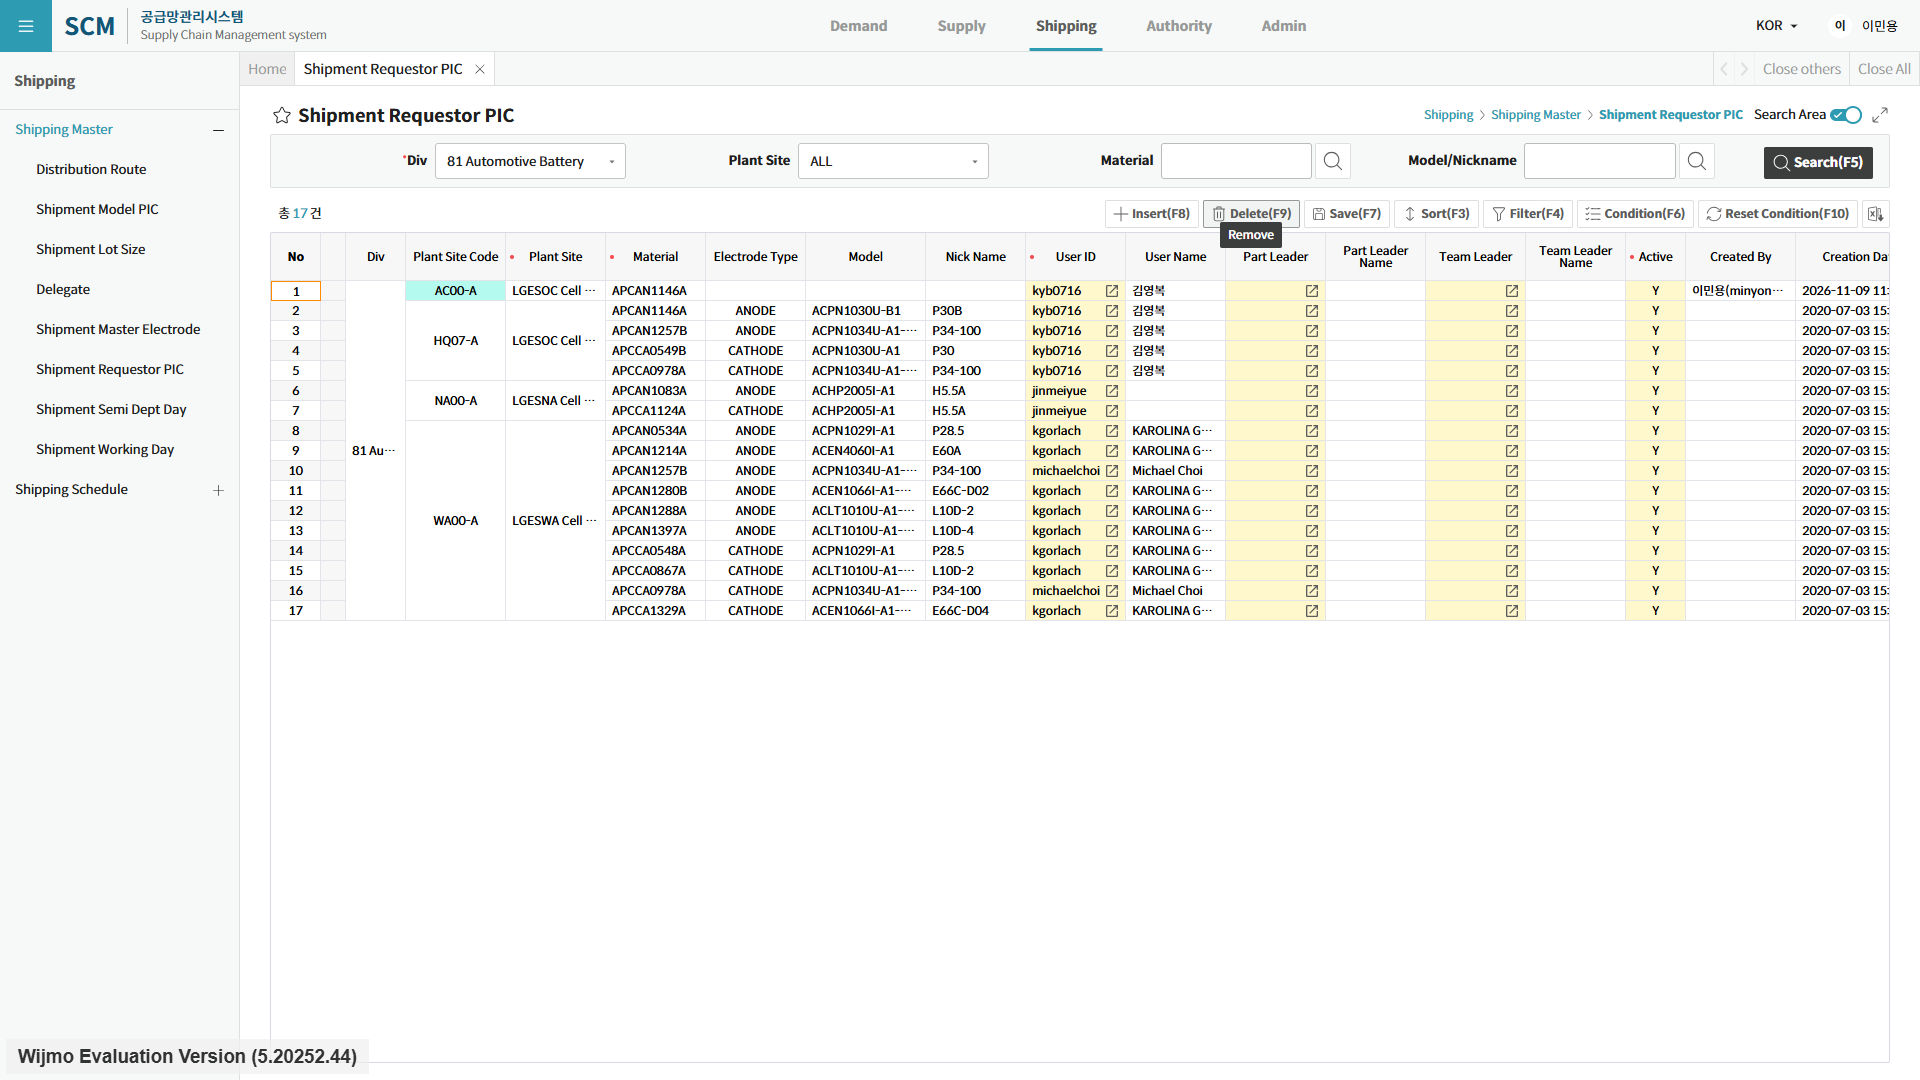 SCM 공급망관리시스템
Supply Chain Management system
Demand Supply Shipping Authority Admin
KOR 이 이민용
Shipping
Home Shipment Requestor PIC Close others Close All
Shipping Master
Distribution Route
Shipment Model PIC
Shipment Lot Size
Delegate
Shipment Master Electrode
Shipment Requestor PIC
Shipment Semi Dept Day
Shipment Working Day
Shipping Schedule
Shipment Requestor PIC
Shipping > Shipping Master > Shipment Requestor PIC Search Area
*Div 81 Automotive Battery Plant Site ALL Material Model/Nickname Search(F5)
총 17 건
Insert(F8) Delete(F9) Save(F7) Sort(F3) Filter(F4) Condition(F6) Reset Condition(F10)
Remove
No Div Plant Site Code Plant Site Material Electrode Type Model Nick Name User ID User Name Part Leader Part Leader Name Team Leader Team Leader Name Active Created By Creation Da
1 AC00-A LGESOC Cell ··· APCAN1146A kyb0716 김영복 Y 이민용(minyon··· 2026-11-09 11:
2 APCAN1146A ANODE ACPN1030U-B1 P30B kyb0716 김영복 Y 2020-07-03 15:
3 APCAN1257B ANODE ACPN1034U-A1-··· P34-100 kyb0716 김영복 Y 2020-07-03 15:
HQ07-A LGESOC Cell ···
4 APCCA0549B CATHODE ACPN1030U-A1 P30 kyb0716 김영복 Y 2020-07-03 15:
5 APCCA0978A CATHODE ACPN1034U-A1-··· P34-100 kyb0716 김영복 Y 2020-07-03 15:
6 APCAN1083A ANODE ACHP2005I-A1 H5.5A jinmeiyue Y 2020-07-03 15:
NA00-A LGESNA Cell ···
7 APCCA1124A CATHODE ACHP2005I-A1 H5.5A jinmeiyue Y 2020-07-03 15:
8 APCAN0534A ANODE ACPN1029I-A1 P28.5 kgorlach KAROLINA G··· Y 2020-07-03 15:
9 81 Au··· APCAN1214A ANODE ACEN4060I-A1 E60A kgorlach KAROLINA G··· Y 2020-07-03 15:
10 APCAN1257B ANODE ACPN1034U-A1-··· P34-100 michaelchoi Michael Choi Y 2020-07-03 15:
11 APCAN1280B ANODE ACEN1066I-A1-··· E66C-D02 kgorlach KAROLINA G··· Y 2020-07-03 15:
12 APCAN1288A ANODE ACLT1010U-A1-··· L10D-2 kgorlach KAROLINA G··· Y 2020-07-03 15:
WA00-A LGESWA Cell ···
13 APCAN1397A ANODE ACLT1010U-A1-··· L10D-4 kgorlach KAROLINA G··· Y 2020-07-03 15:
14 APCCA0548A CATHODE ACPN1029I-A1 P28.5 kgorlach KAROLINA G··· Y 2020-07-03 15:
15 APCCA0867A CATHODE ACLT1010U-A1-··· L10D-2 kgorlach KAROLINA G··· Y 2020-07-03 15:
16 APCCA0978A CATHODE ACPN1034U-A1-··· P34-100 michaelchoi Michael Choi Y 2020-07-03 15:
17 APCCA1329A CATHODE ACEN1066I-A1-··· E66C-D04 kgorlach KAROLINA G··· Y 2020-07-03 15:
Wijmo Evaluation Version (5.20252.44)